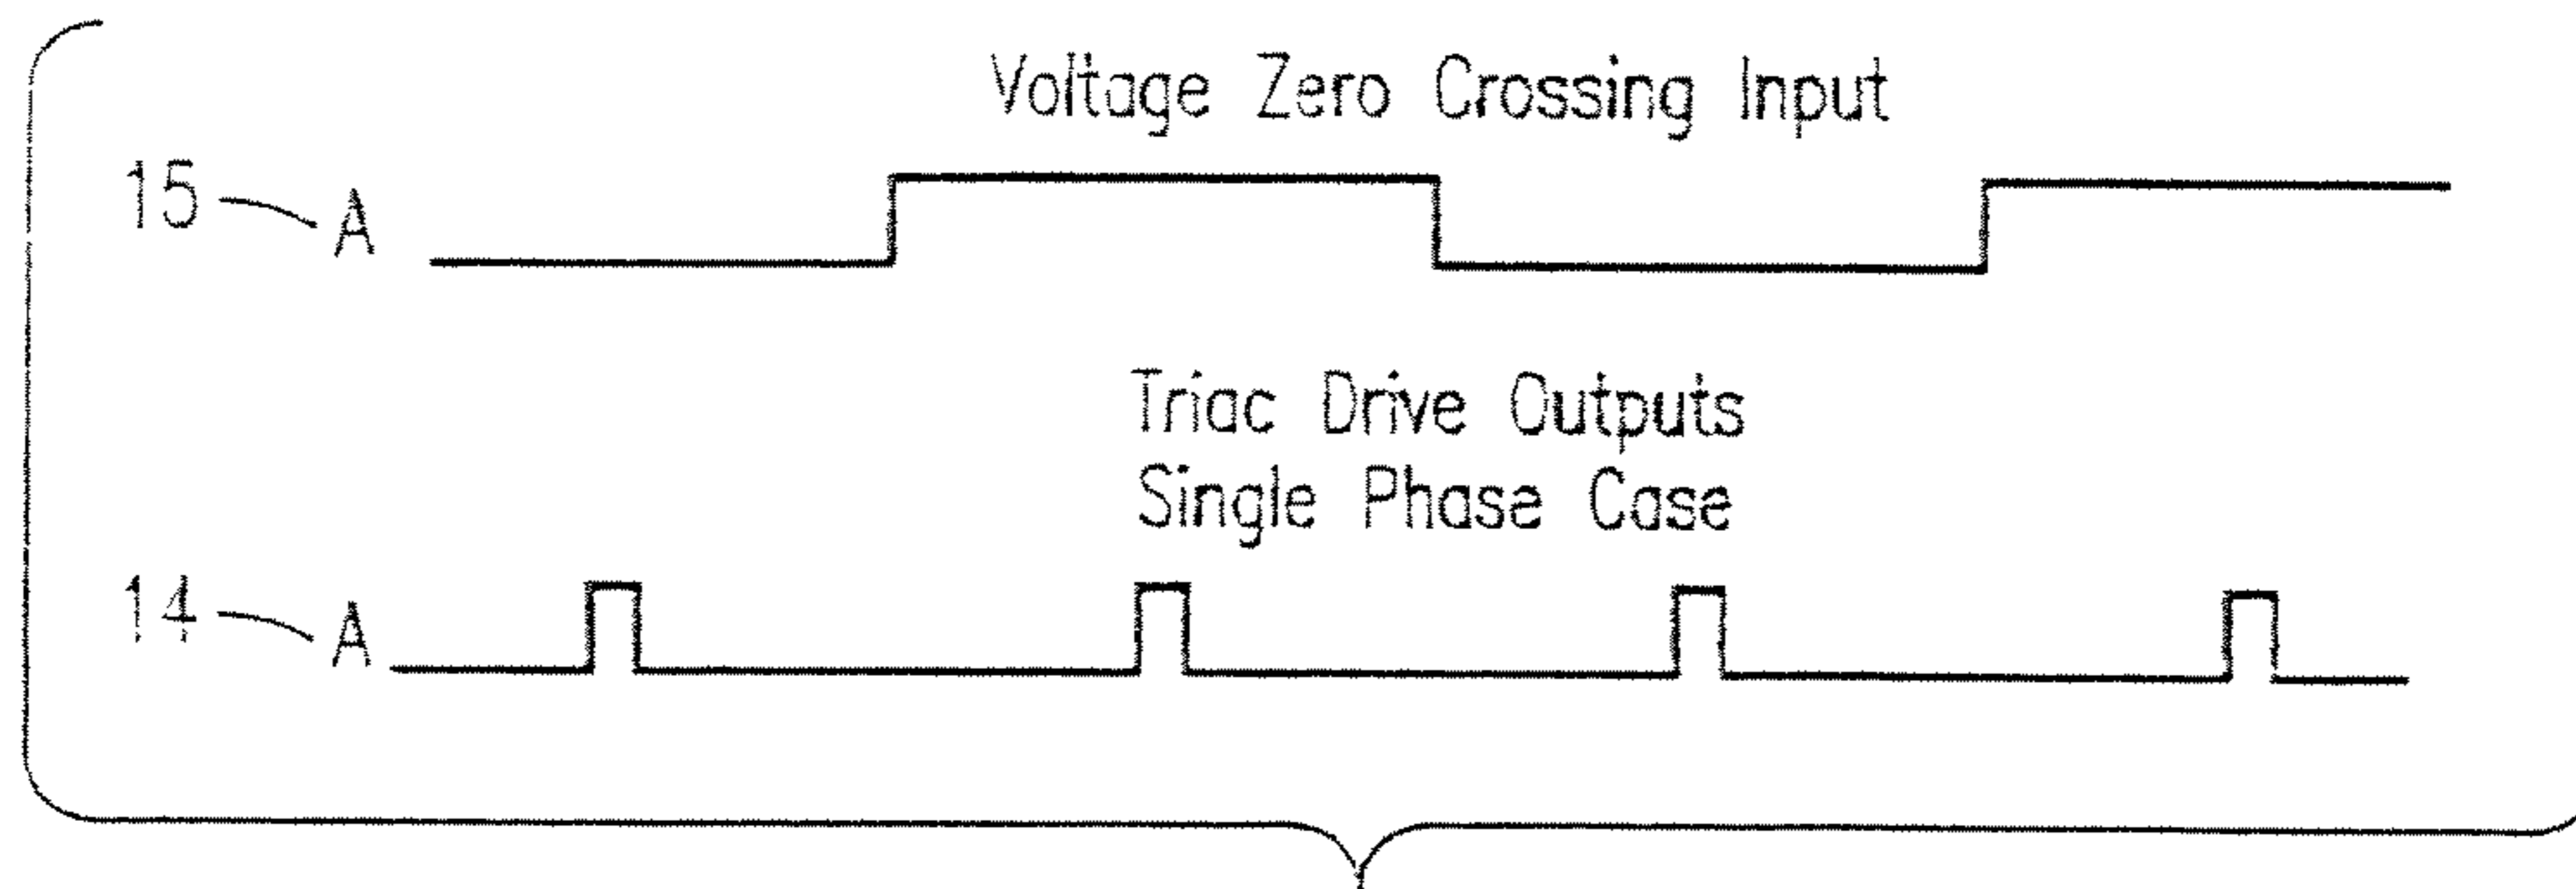 Voltage Zero Crossing Input
15 A
Triac Drive Outputs
Single Phase Case
14 A